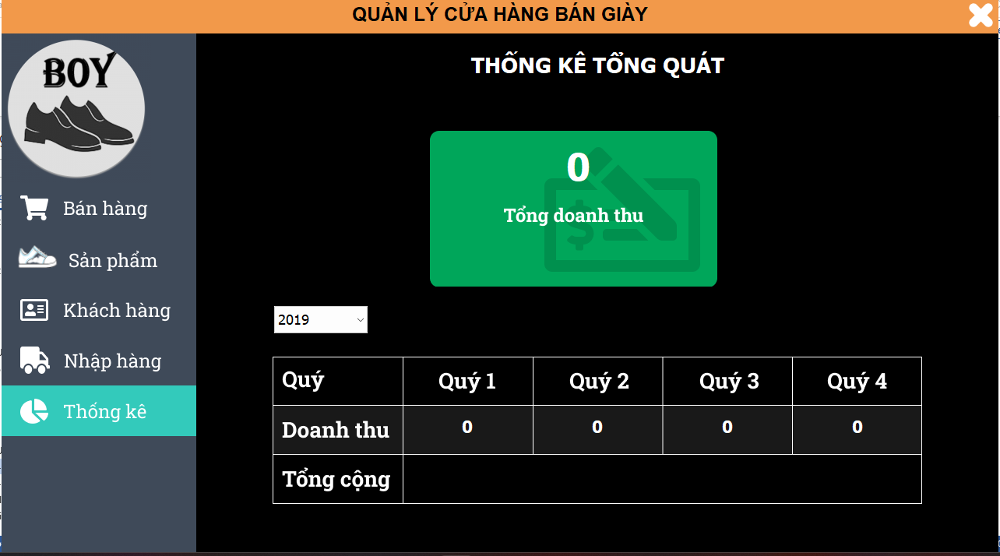 QUẢN LÝ CỬA HÀNG BÁN GIÀY
BOY
Bán hàng
Sản phẩm
Khách hàng
Nhập hàng
Thống kê
THỐNG KÊ TỔNG QUÁT
0
Tổng doanh thu
2019
Quý Quý 1 Quý 2 Quý 3 Quý 4
Doanh thu 0 0 0 0
Tổng cộng